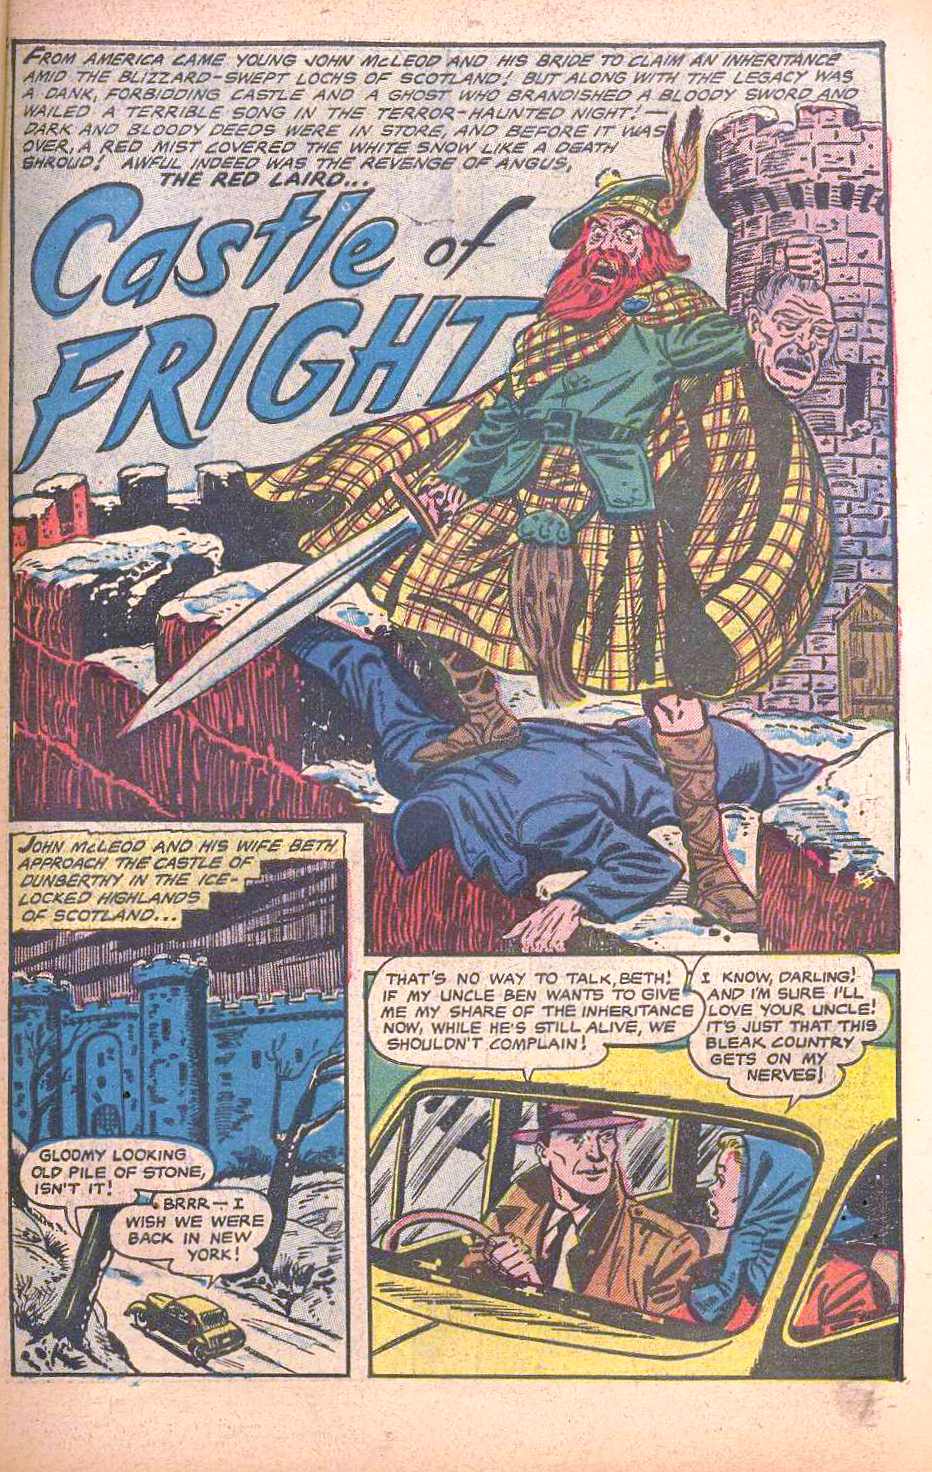 FROM AMERICA CAME YOUNG JOHN McLEOD AND HIS BRIDE TO CLAIM AN INHERITANCE
AMID THE BLIZZARD-SWEPT LOCHS OF SCOTLAND! BUT ALONG WITH THE LEGACY WAS
A DANK, FORBIDDING CASTLE AND A GHOST WHO BRANDISHED A BLOODY SWORD AND
WAILED A TERRIBLE SONG IN THE TERROR-HAUNTED NIGHT!—
DARK AND BLOODY DEEDS WERE IN STORE, AND BEFORE IT WAS
OVER, A RED MIST COVERED THE WHITE SNOW LIKE A DEATH
SHROUD! AWFUL INDEED WAS THE REVENGE OF ANGUS,
THE RED LAIRD...
Castle of
FRIGHT
JOHN McLEOD AND HIS WIFE BETH
APPROACH THE CASTLE OF
DUNBERTHY IN THE ICE-
LOCKED HIGHLANDS
OF SCOTLAND...
GLOOMY LOOKING
OLD PILE OF STONE,
ISN'T IT!
BRRR—I
WISH WE WERE
BACK IN NEW
YORK!
THAT'S NO WAY TO TALK, BETH!
IF MY UNCLE BEN WANTS TO GIVE
ME MY SHARE OF THE INHERITANCE
NOW, WHILE HE'S STILL ALIVE, WE
SHOULDN'T COMPLAIN!
I KNOW, DARLING!
AND I'M SURE I'LL
LOVE YOUR UNCLE!
IT'S JUST THAT THIS
BLEAK COUNTRY
GETS ON MY
NERVES!